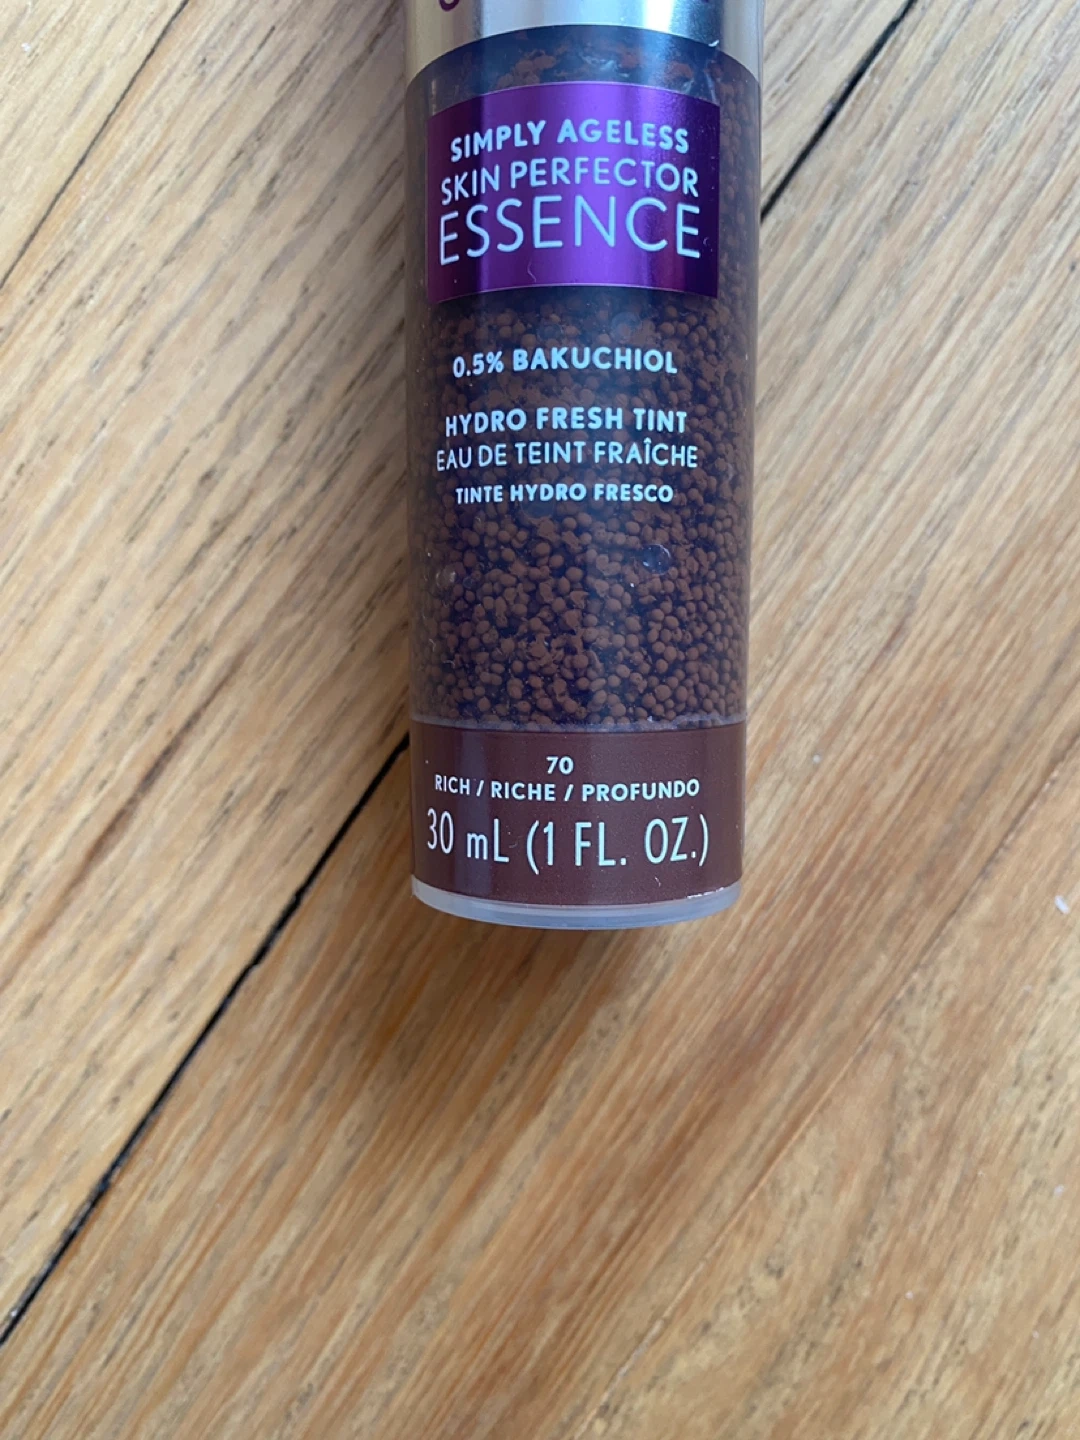 SIMPLY AGELESS
SKIN PERFECTOR
ESSENCE
0.5% BAKUCHIOL
HYDRO FRESH TINT
EAU DE TEINT FRAÎCHE
TINTE HYDRO FRESCO
70
RICH / RICHE / PROFUNDO
30 mL (1 FL. OZ.)